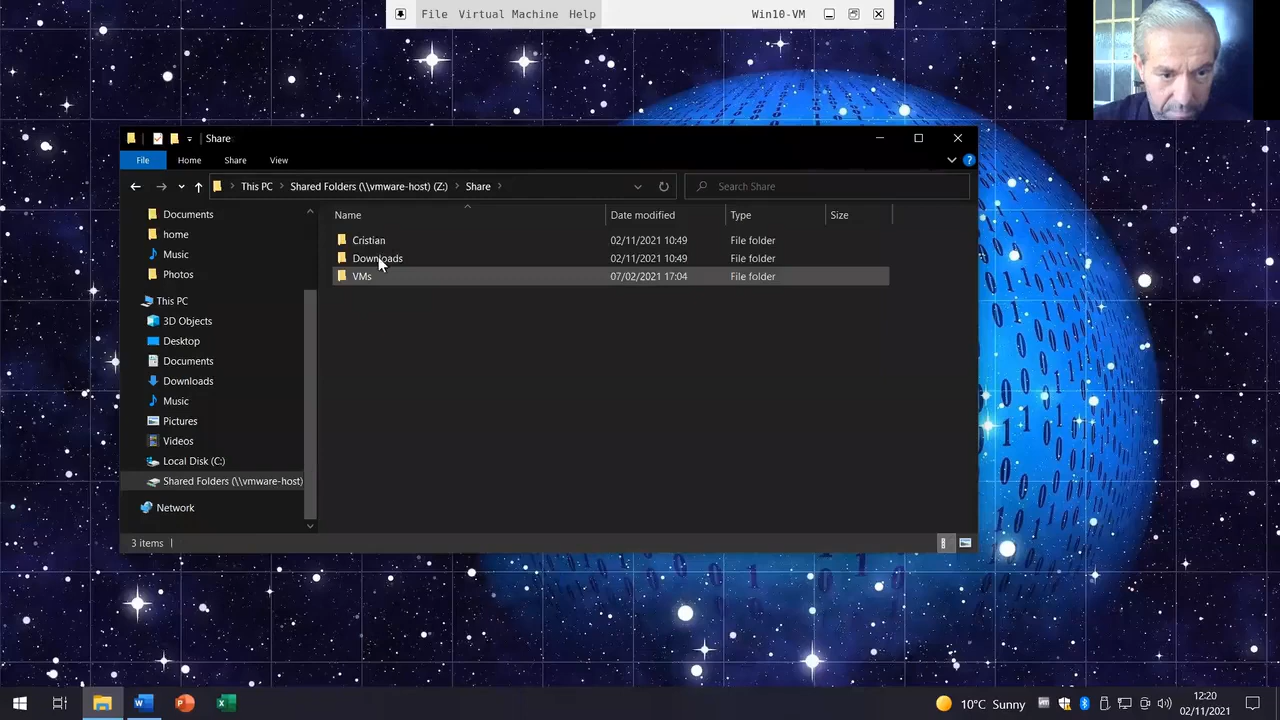 File Virtual Machine Help
Win10-VM
Share
File Home Share View
This PC Shared Folders (\\vmware-host) (Z:) Share
Search Share
Name Date modified Type Size
Cristian 02/11/2021 10:49 File folder
Downloads 02/11/2021 10:49 File folder
VMs 07/02/2021 17:04 File folder
Documents
home
Music
Photos
This PC
3D Objects
Desktop
Documents
Downloads
Music
Pictures
Videos
Local Disk (C:)
Shared Folders (\\vmware-host)
Network
3 items
10°C Sunny
12:20
02/11/2021